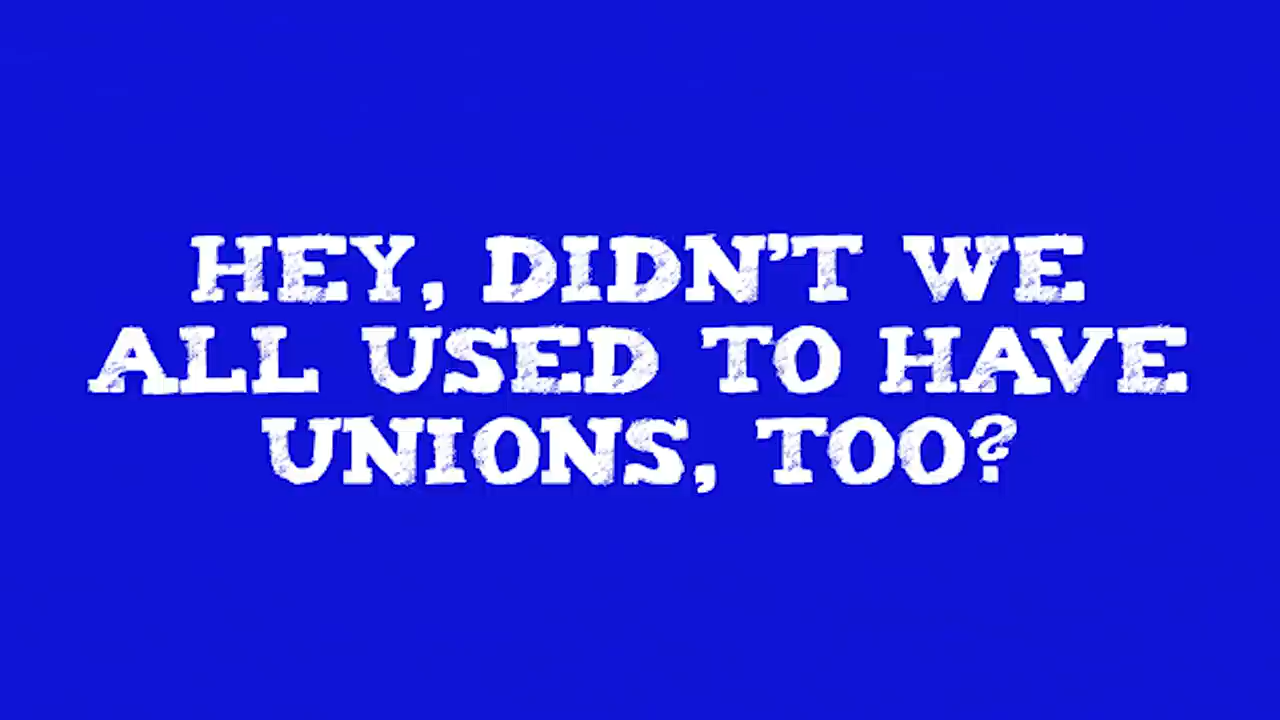 HEY, DIDN'T WE
ALL USED TO HAVE
UNIONS, TOO?